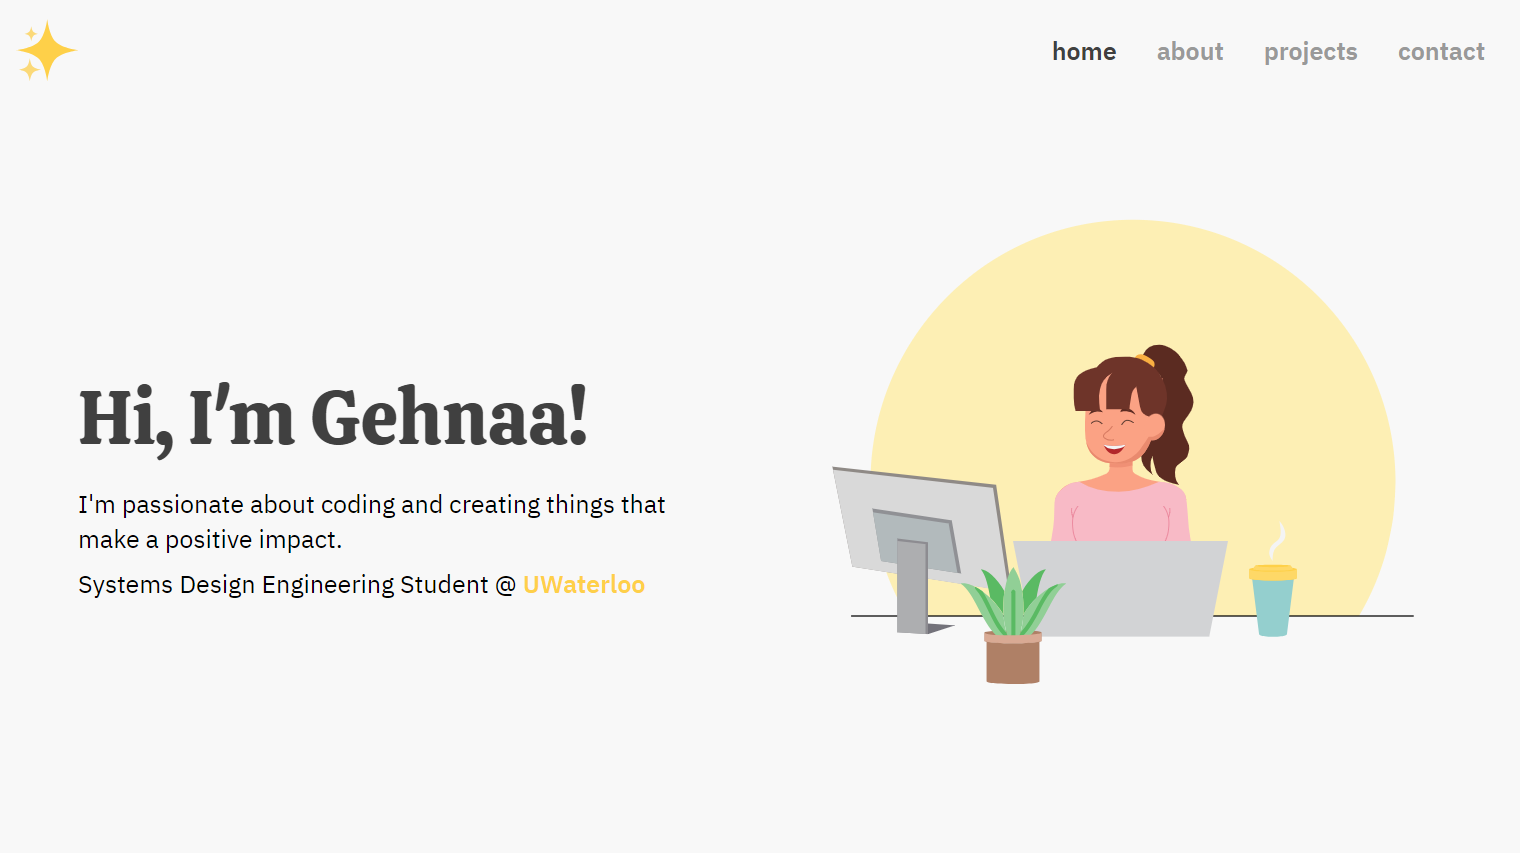 home about projects contact
Hi, I'm Gehnaa!
I'm passionate about coding and creating things that
make a positive impact.
Systems Design Engineering Student @ UWaterloo